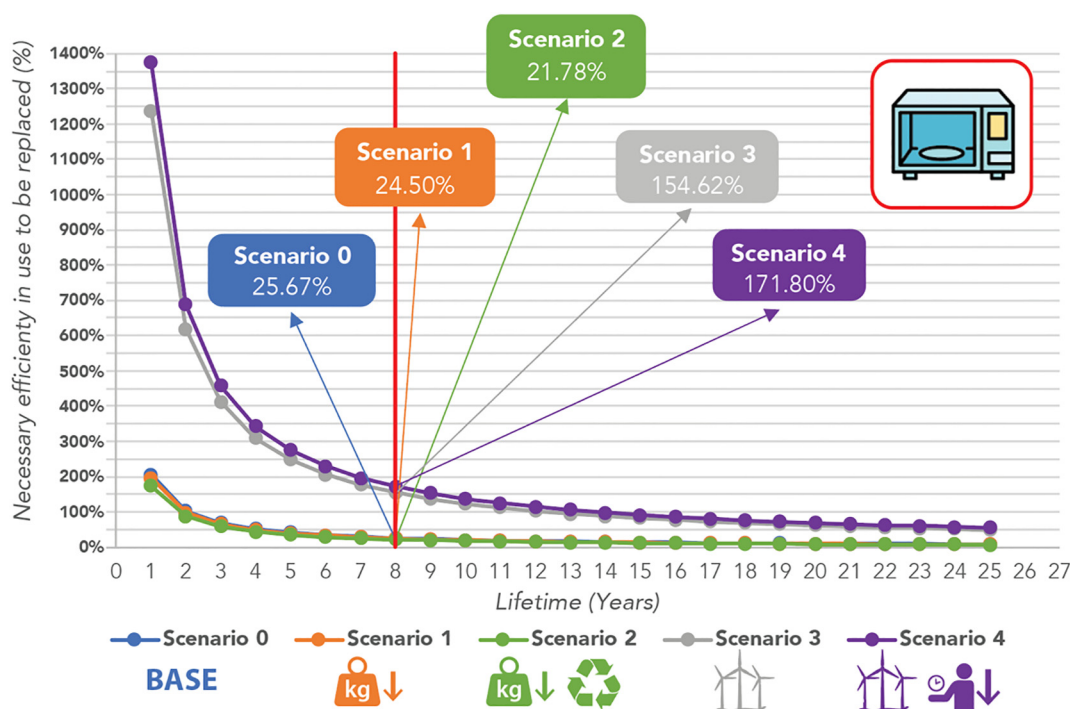 Necessary efficienty in use to be replaced (%)
1400%
1300%
1200%
1100%
1000%
900%
800%
700%
600%
500%
400%
300%
200%
100%
0%
Scenario 2
21.78%
Scenario 1
24.50%
Scenario 3
154.62%
Scenario 0
25.67%
Scenario 4
171.80%
0 1 2 3 4 5 6 7 8 9 10 11 12 13 14 15 16 17 18 19 20 21 22 23 24 25 26 27
Lifetime (Years)
Scenario 0 Scenario 1 Scenario 2 Scenario 3 Scenario 4
BASE kg kg